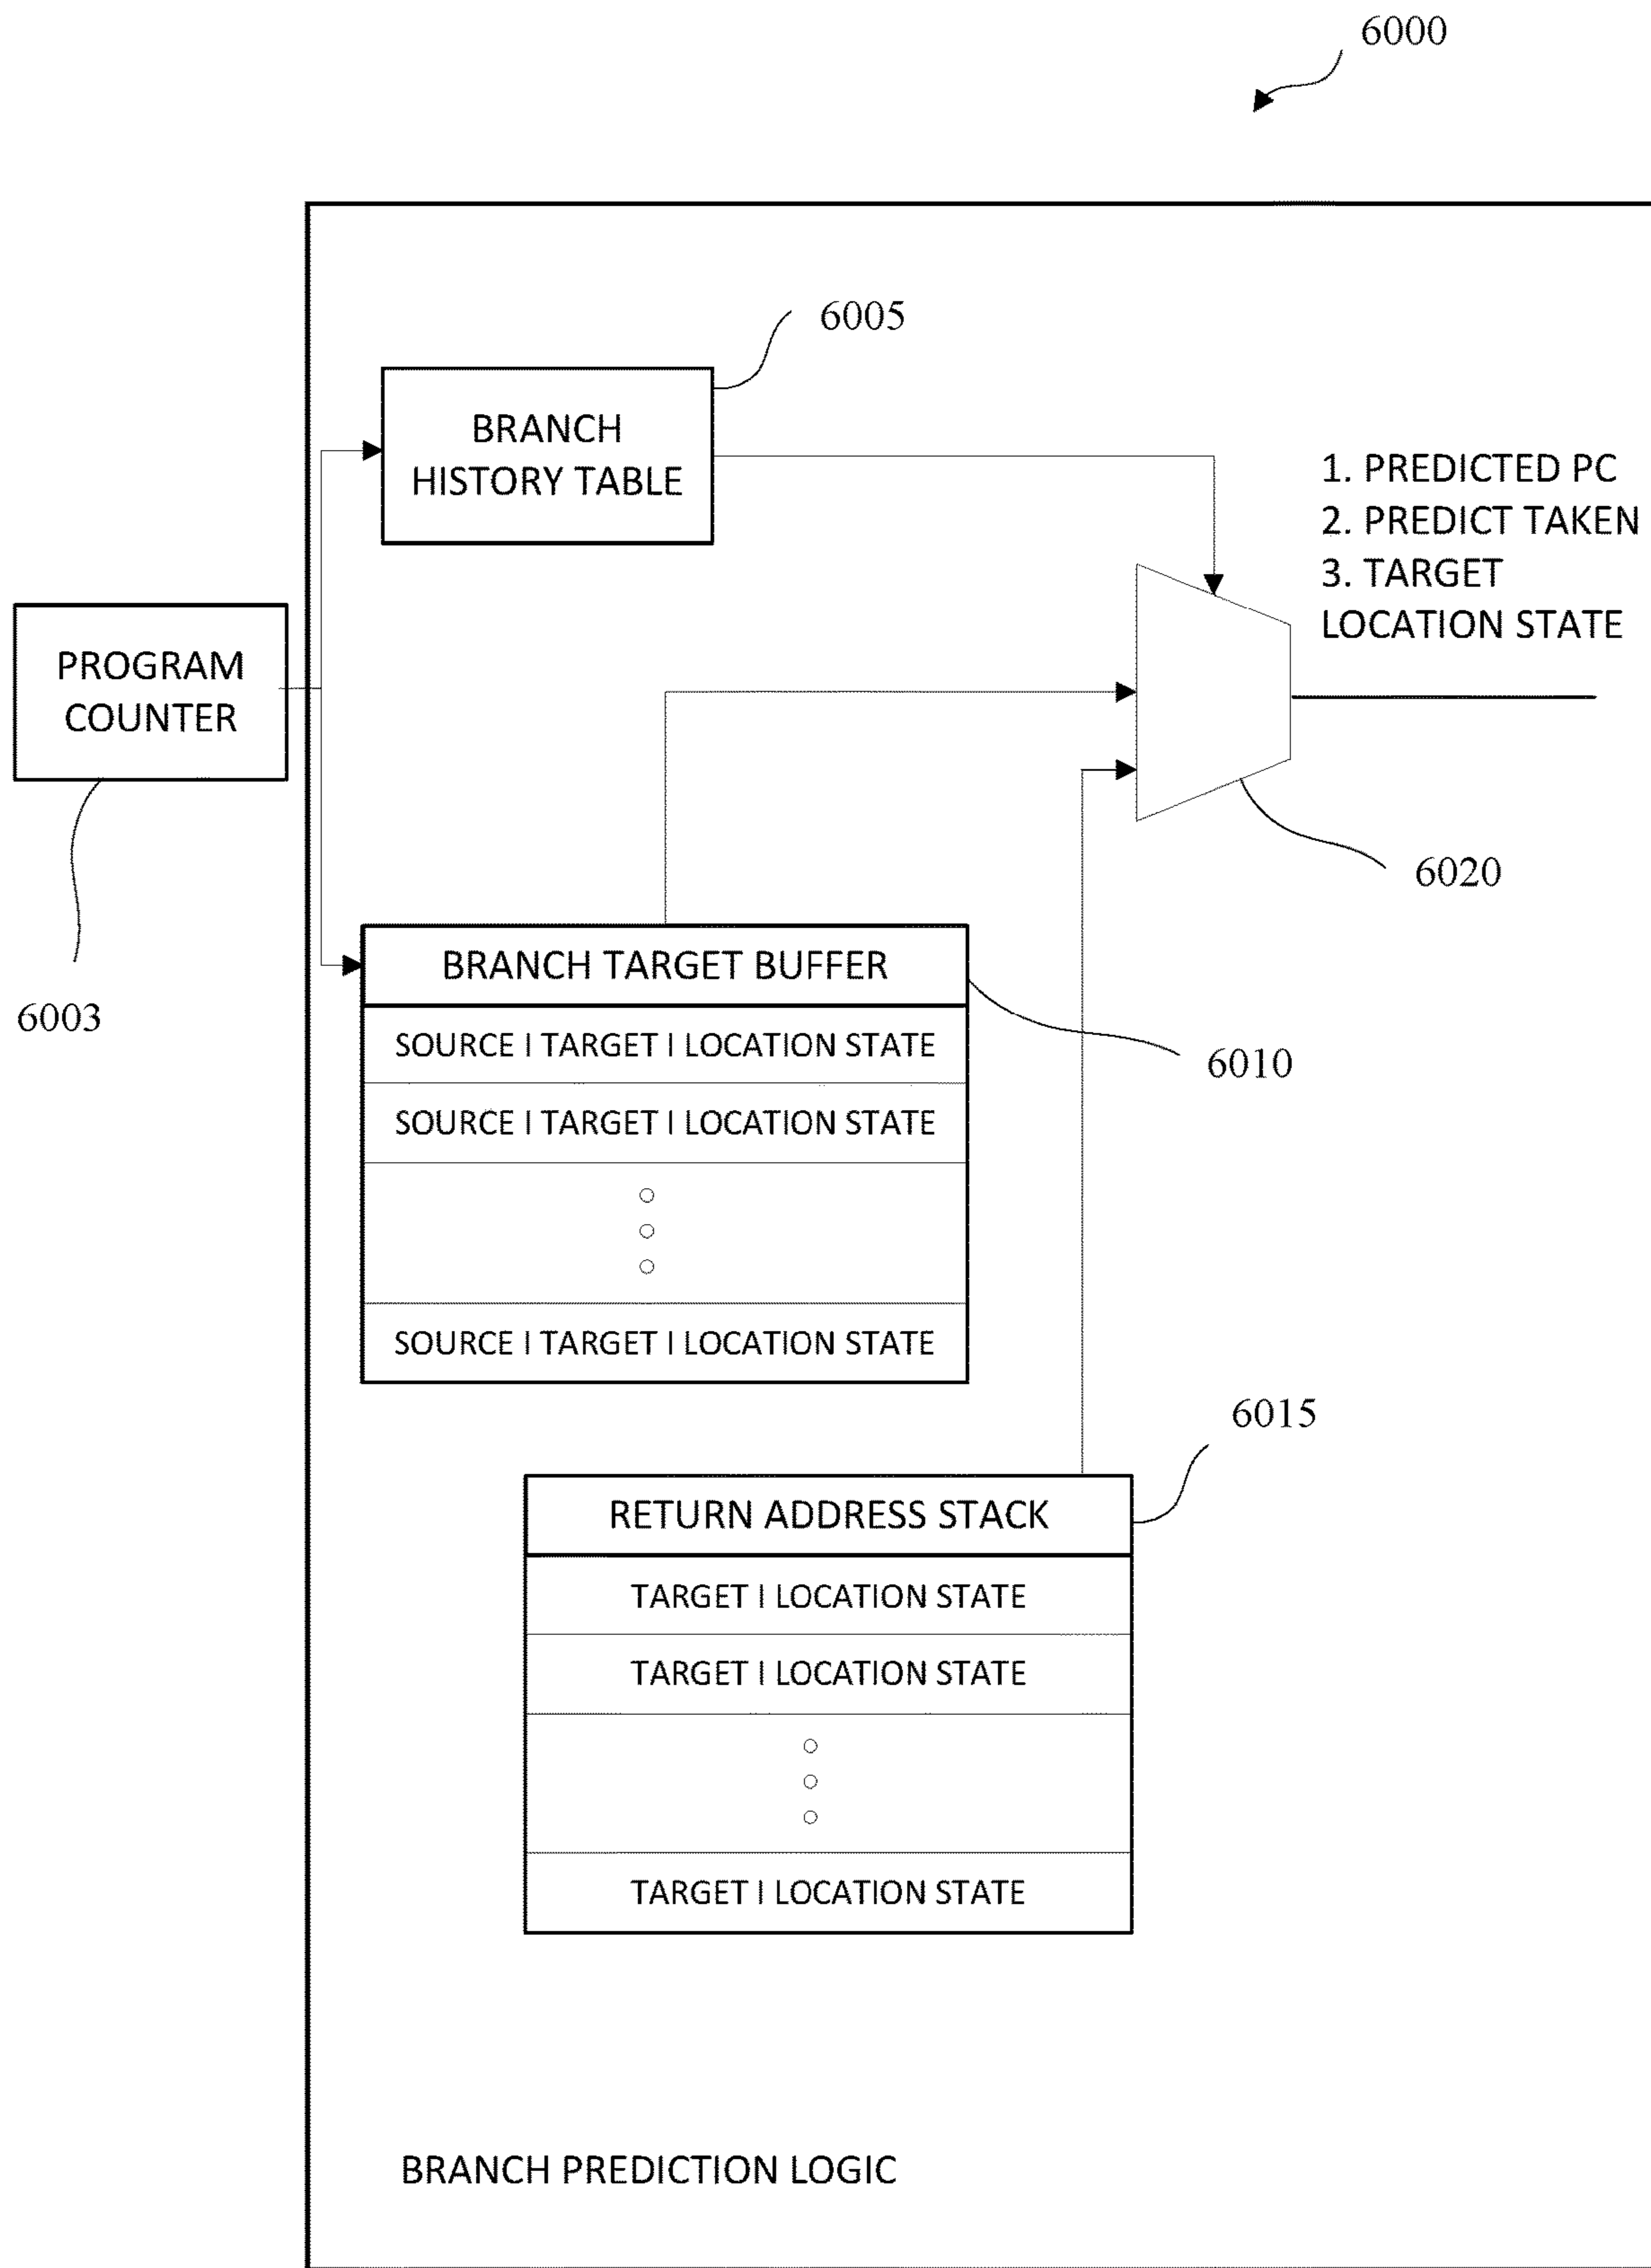 6000
6005
BRANCH
HISTORY TABLE
1. PREDICTED PC
2. PREDICT TAKEN
3. TARGET
LOCATION STATE
PROGRAM
COUNTER
6020
BRANCH TARGET BUFFER
6003
SOURCE | TARGET | LOCATION STATE
6010
SOURCE | TARGET | LOCATION STATE
SOURCE | TARGET | LOCATION STATE
6015
RETURN ADDRESS STACK
TARGET | LOCATION STATE
TARGET | LOCATION STATE
TARGET | LOCATION STATE
BRANCH PREDICTION LOGIC